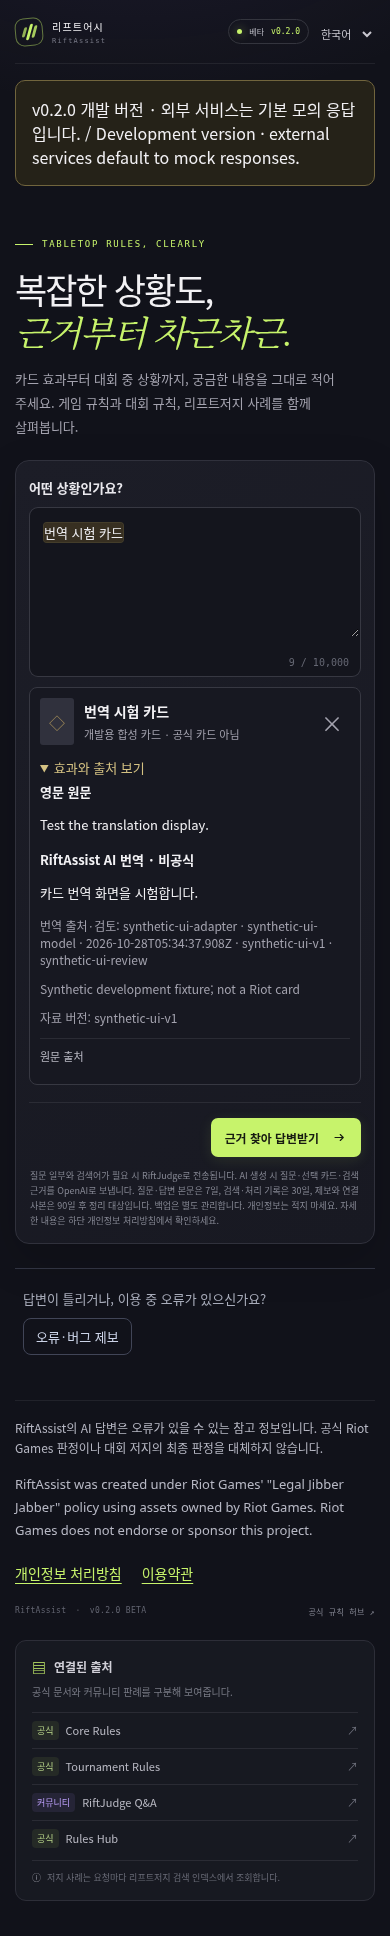 리프트어시
RiftAssist
베타 v0.2.0
한국어
v0.2.0 개발 버전 · 외부 서비스는 기본 모의 응답
입니다. / Development version · external
services default to mock responses.
TABLETOP RULES, CLEARLY
복잡한 상황도,
근거부터 차근차근.
카드 효과부터 대회 중 상황까지, 궁금한 내용을 그대로 적어
주세요. 게임 규칙과 대회 규칙, 리프트저지 사례를 함께
살펴봅니다.
어떤 상황인가요?
번역 시험 카드
9 / 10,000
번역 시험 카드
개발용 합성 카드 · 공식 카드 아님
▼ 효과와 출처 보기
영문 원문
Test the translation display.
RiftAssist AI 번역 · 비공식
카드 번역 화면을 시험합니다.
번역 출처·검토: synthetic-ui-adapter · synthetic-ui-
model · 2026-10-28T05:34:37.908Z · synthetic-ui-v1 ·
synthetic-ui-review
Synthetic development fixture; not a Riot card
자료 버전: synthetic-ui-v1
원문 출처
근거 찾아 답변받기 →
질문 일부와 검색어가 필요 시 RiftJudge로 전송됩니다. AI 생성 시 질문·선택 카드·검색
근거를 OpenAI로 보냅니다. 질문·답변 본문은 7일, 검색·처리 기록은 30일, 제보와 연결
사본은 90일 후 정리 대상입니다. 백업은 별도 관리합니다. 개인정보는 적지 마세요. 자세
한 내용은 하단 개인정보 처리방침에서 확인하세요.
답변이 틀리거나, 이용 중 오류가 있으신가요?
오류·버그 제보
RiftAssist의 AI 답변은 오류가 있을 수 있는 참고 정보입니다. 공식 Riot
Games 판정이나 대회 저지의 최종 판정을 대체하지 않습니다.
RiftAssist was created under Riot Games' "Legal Jibber
Jabber" policy using assets owned by Riot Games. Riot
Games does not endorse or sponsor this project.
개인정보 처리방침 이용약관
RiftAssist · v0.2.0 BETA
공식 규칙 허브 ↗
연결된 출처
공식 문서와 커뮤니티 판례를 구분해 보여줍니다.
공식 Core Rules ↗
공식 Tournament Rules ↗
커뮤니티 RiftJudge Q&A ↗
공식 Rules Hub ↗
저지 사례는 요청마다 리프트저지 검색 인덱스에서 조회합니다.